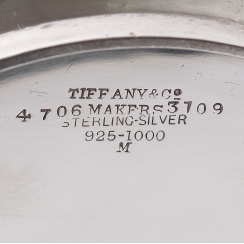 TIFFANY & Co
4706 MAKERS 3709
STERLING-SILVER
925-1000
M